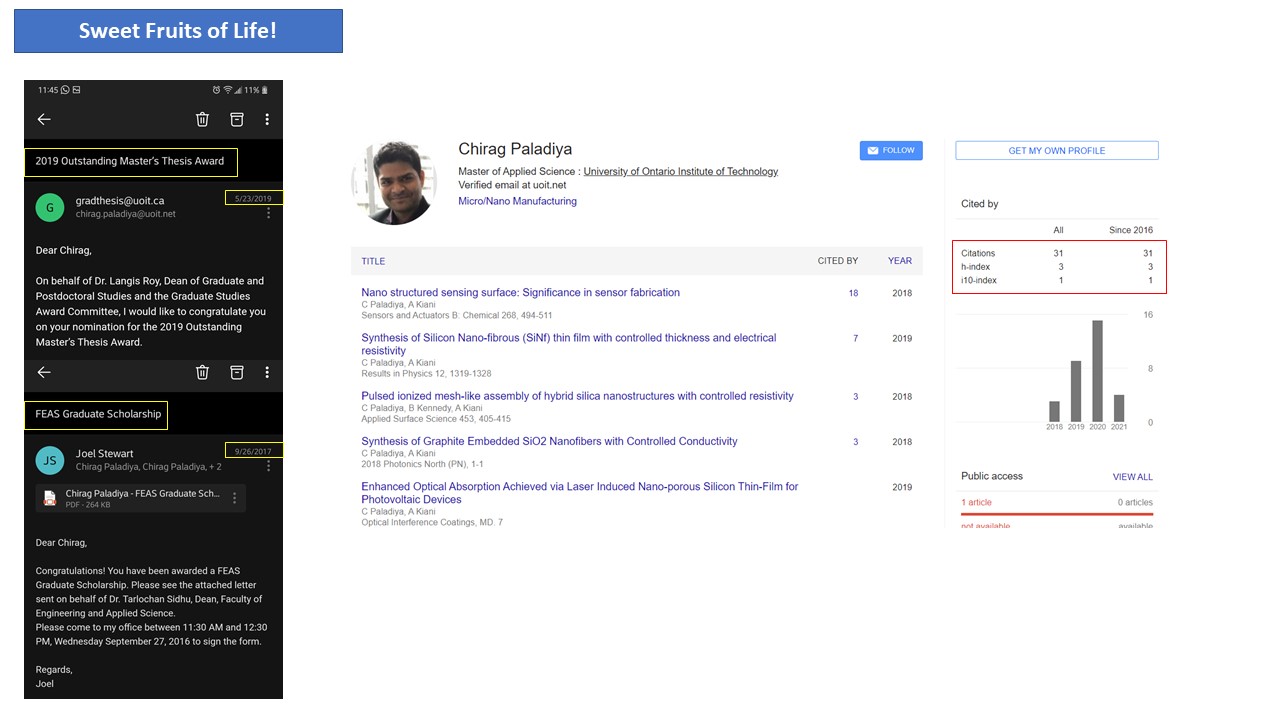 Sweet Fruits of Life!
11:45 11%
2019 Outstanding Master's Thesis Award
5/23/2019
G gradthesis@uoit.ca
chirag.paladiya@uoit.net
Dear Chirag,
On behalf of Dr. Langis Roy, Dean of Graduate and
Postdoctoral Studies and the Graduate Studies
Award Committee, I would like to congratulate you
on your nomination for the 2019 Outstanding
Master's Thesis Award.
FEAS Graduate Scholarship
9/26/2017
JS Joel Stewart
Chirag Paladiya, Chirag Paladiya, + 2
Chirag Paladiya - FEAS Graduate Sch...
PDF - 264 KB
Dear Chirag,
Congratulations! You have been awarded a FEAS
Graduate Scholarship. Please see the attached letter
sent on behalf of Dr. Tarlochan Sidhu, Dean, Faculty of
Engineering and Applied Science.
Please come to my office between 11:30 AM and 12:30
PM, Wednesday September 27, 2016 to sign the form.
Regards,
Joel
Chirag Paladiya
FOLLOW
Master of Applied Science : University of Ontario Institute of Technology
Verified email at uoit.net
Micro/Nano Manufacturing
TITLE CITED BY YEAR
Nano structured sensing surface: Significance in sensor fabrication 18 2018
C Paladiya, A Kiani
Sensors and Actuators B: Chemical 268, 494-511
Synthesis of Silicon Nano-fibrous (SiNf) thin film with controlled thickness and electrical 7 2019
resistivity
C Paladiya, A Kiani
Results in Physics 12, 1319-1328
Pulsed ionized mesh-like assembly of hybrid silica nanostructures with controlled resistivity 3 2018
C Paladiya, B Kennedy, A Kiani
Applied Surface Science 453, 405-415
Synthesis of Graphite Embedded SiO2 Nanofibers with Controlled Conductivity 3 2018
C Paladiya, A Kiani
2018 Photonics North (PN), 1-1
Enhanced Optical Absorption Achieved via Laser Induced Nano-porous Silicon Thin-Film for 2019
Photovoltaic Devices
C Paladiya, A Kiani
Optical Interference Coatings, MD. 7
GET MY OWN PROFILE
Cited by
All Since 2016
Citations 31 31
h-index 3 3
i10-index 1 1
16
8
0
2018 2019 2020 2021
Public access VIEW ALL
1 article 0 articles
not available available